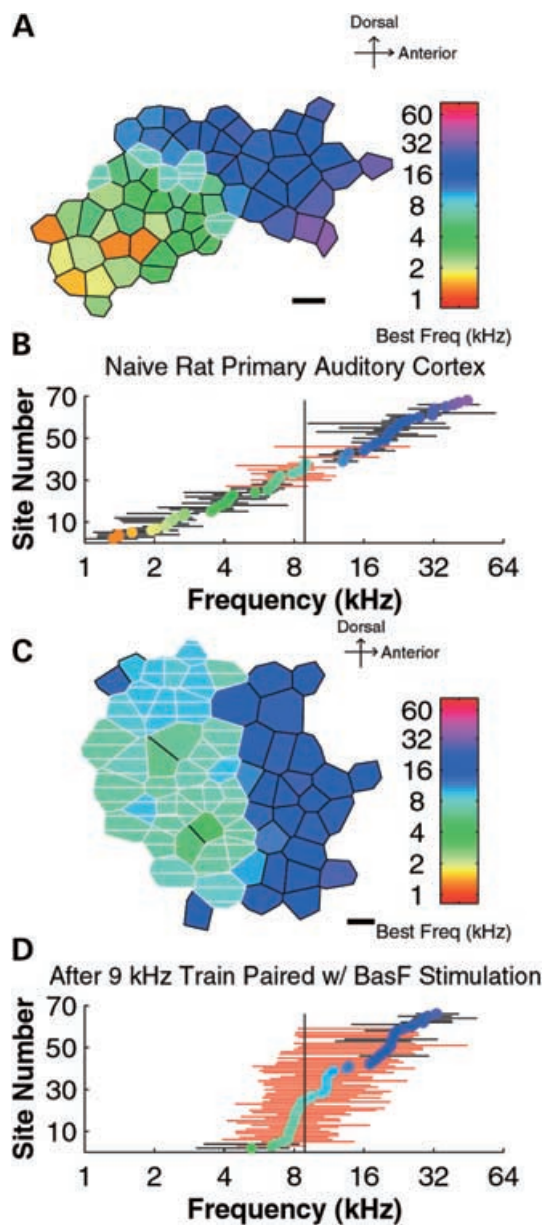 A
Dorsal
Anterior
60
32
16
8
4
2
1
Best Freq (kHz)
B
Naive Rat Primary Auditory Cortex
Site Number
70
50
30
10
1 2 4 8 16 32 64
Frequency (kHz)
C
Dorsal
Anterior
60
32
16
8
4
2
1
Best Freq (kHz)
D
After 9 kHz Train Paired w/ BasF Stimulation
Site Number
70
50
30
10
1 2 4 8 16 32 64
Frequency (kHz)